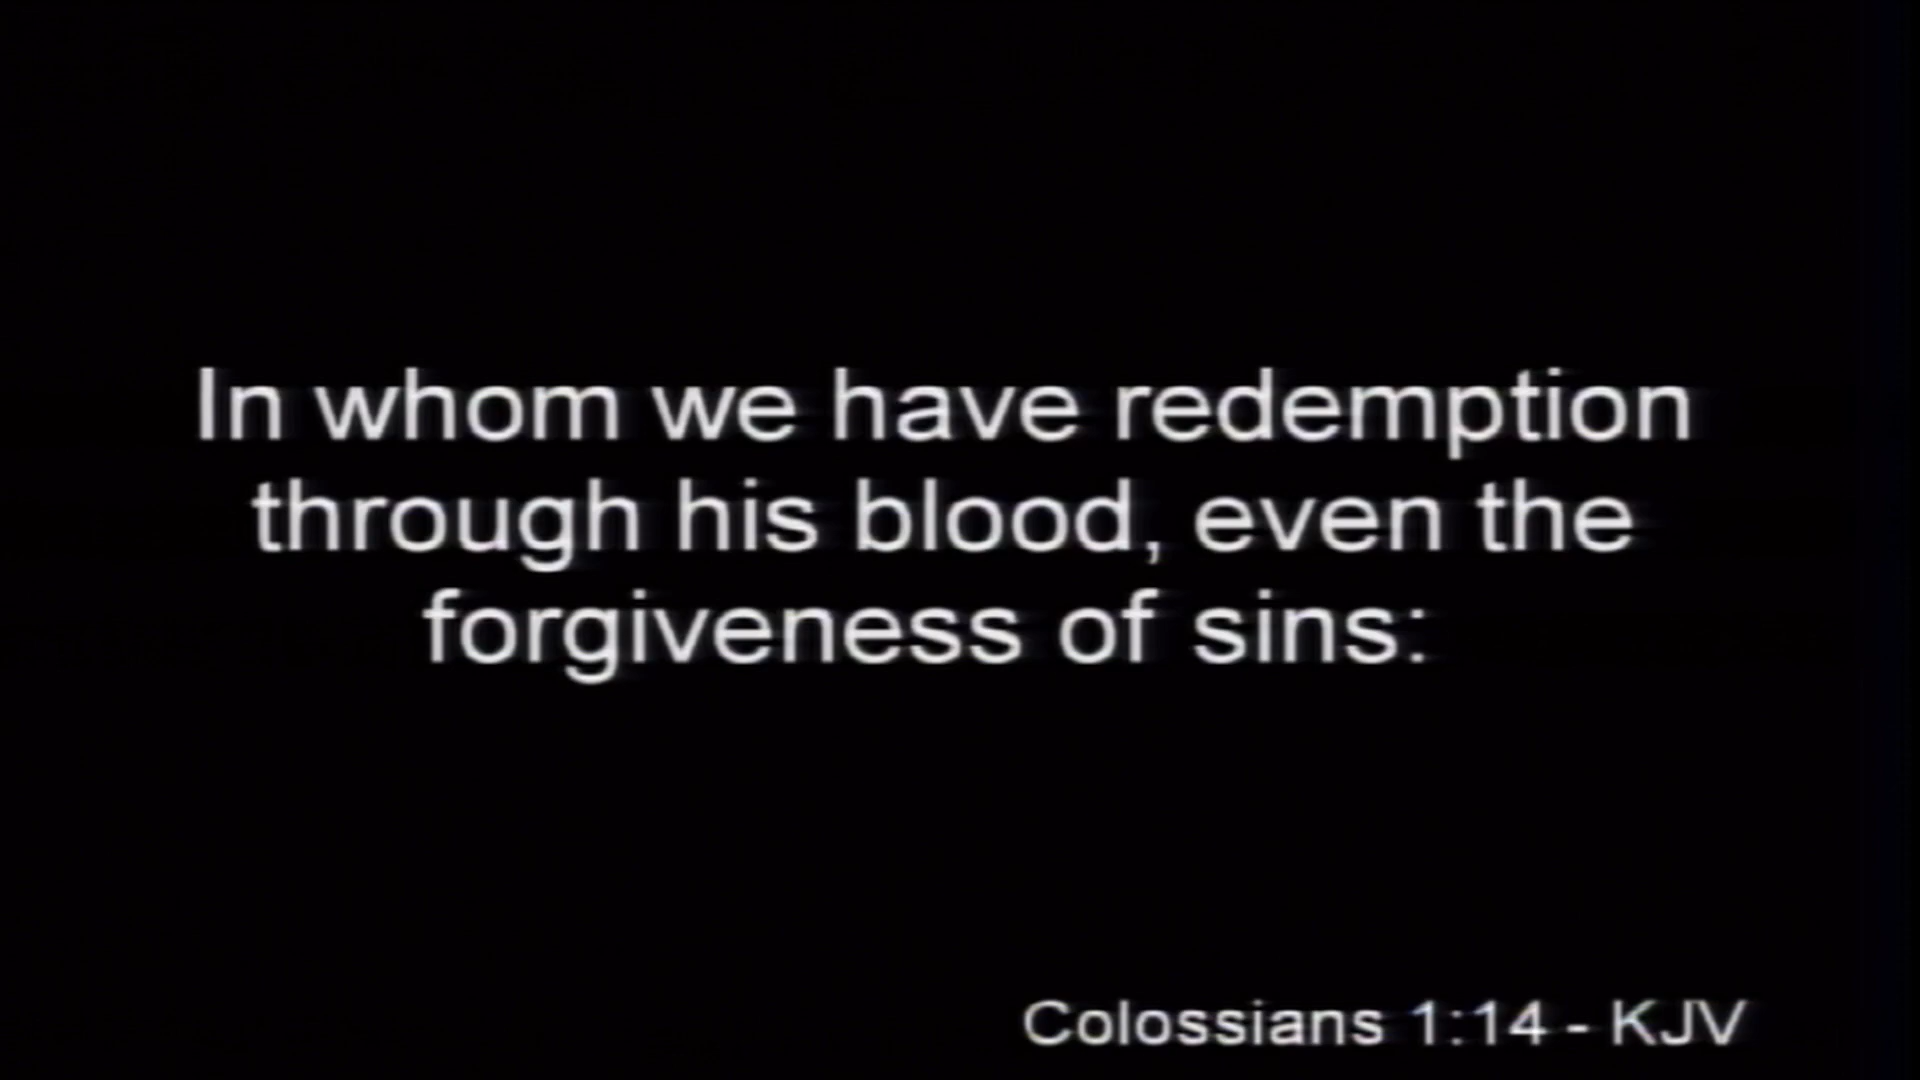 In whom we have redemption
through his blood, even the
forgiveness of sins:
Colossians 1:14 - KJV